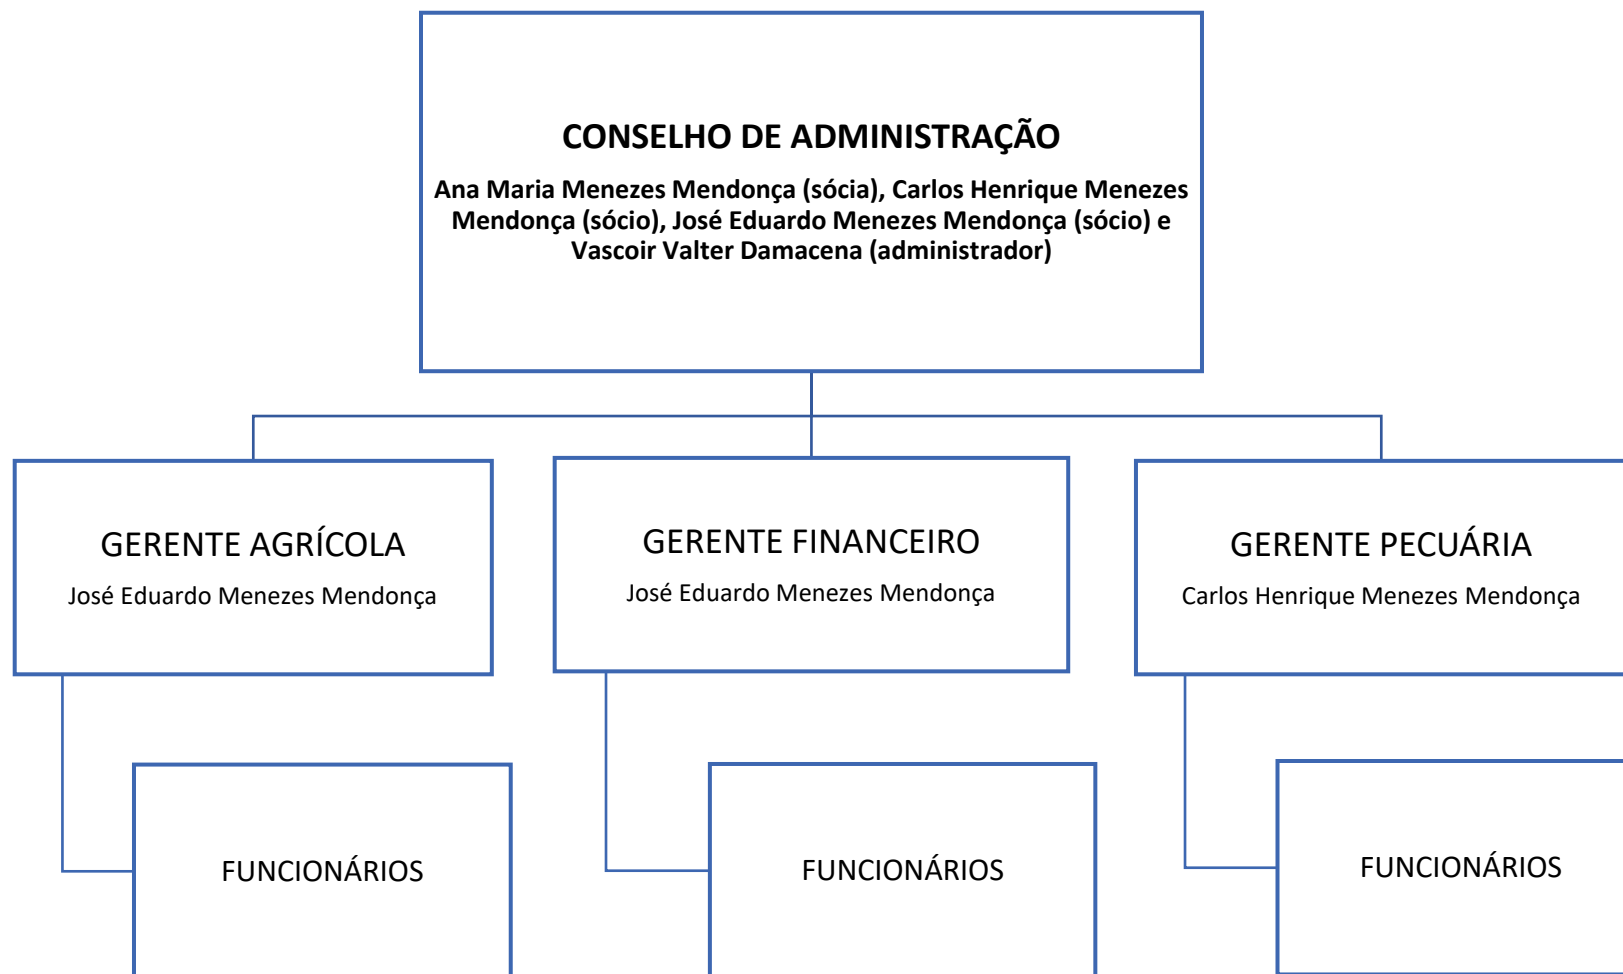 CONSELHO DE ADMINISTRAÇÃO
Ana Maria Menezes Mendonça (sócia), Carlos Henrique Menezes
Mendonça (sócio), José Eduardo Menezes Mendonça (sócio) e
Vascoir Valter Damacena (administrador)
GERENTE AGRÍCOLA
José Eduardo Menezes Mendonça
GERENTE FINANCEIRO
José Eduardo Menezes Mendonça
GERENTE PECUÁRIA
Carlos Henrique Menezes Mendonça
FUNCIONÁRIOS
FUNCIONÁRIOS
FUNCIONÁRIOS